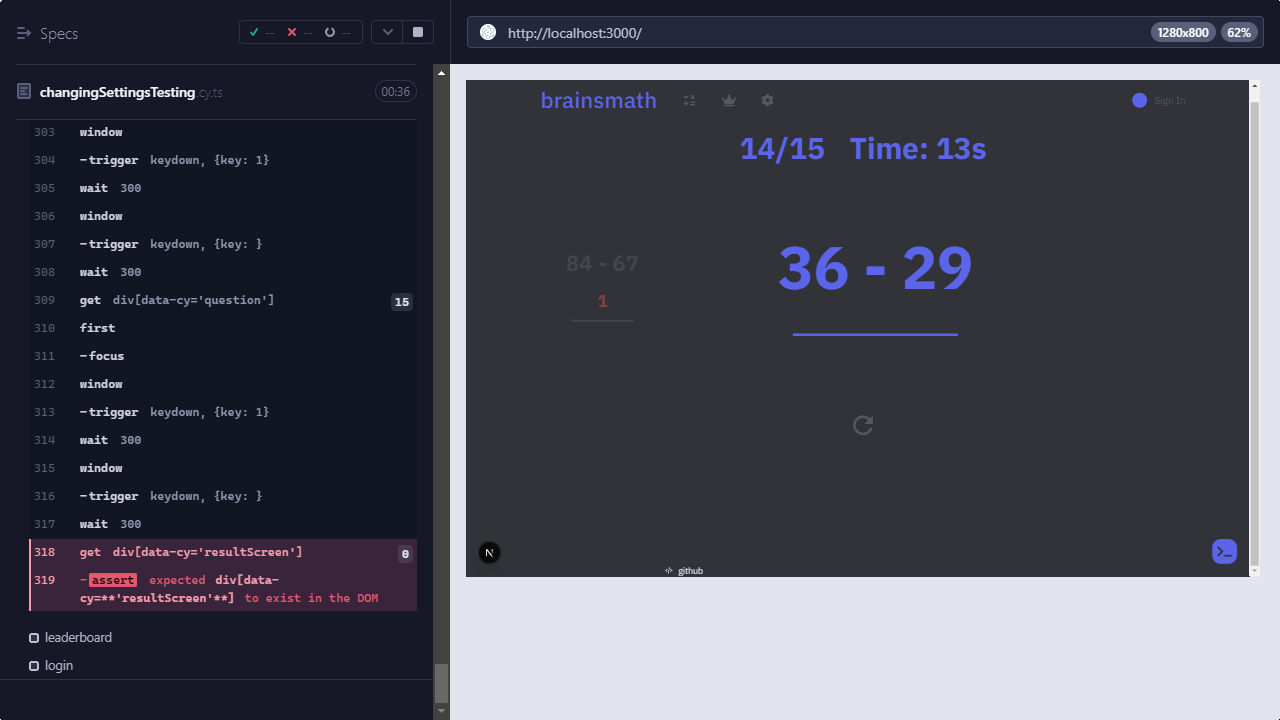 Specs
-- -- --
changingSettingsTesting.cy.ts 00:36
303 window
304 -trigger keydown, {key: 1}
305 wait 300
306 window
307 -trigger keydown, {key: }
308 wait 300
309 get div[data-cy='question'] 15
310 first
311 -focus
312 window
313 -trigger keydown, {key: 1}
314 wait 300
315 window
316 -trigger keydown, {key: }
317 wait 300
318 get div[data-cy='resultScreen'] 0
319 -assert expected div[data-
cy=**'resultScreen'**] to exist in the DOM
leaderboard
login
http://localhost:3000/ 1280x800 62%
brainsmath Sign In
14/15 Time: 13s
84 - 67
1
36 - 29
N
github